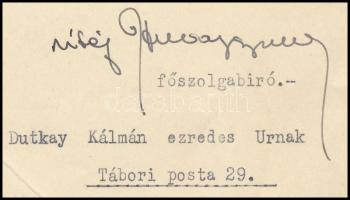 vitéz
főszolgabiró.-
Dutkay Kálmán ezredes Urnak
Tábori posta 29.